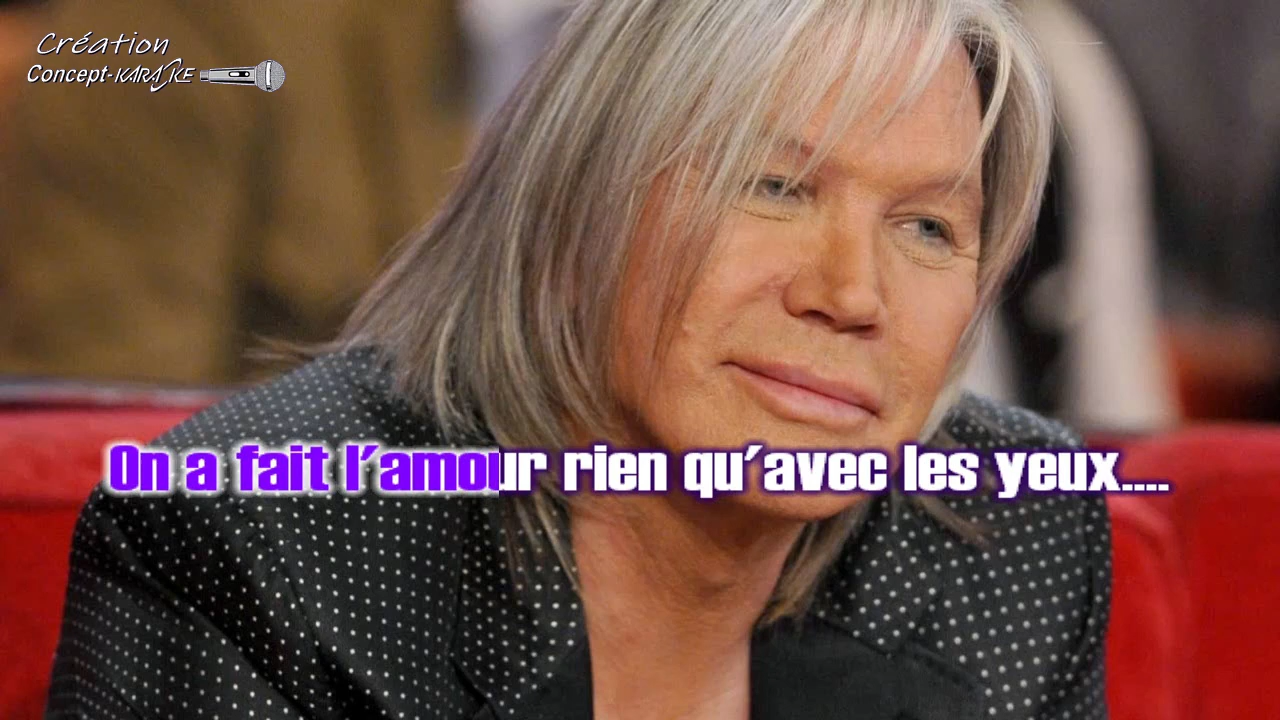 Création
Concept-KARAOKE
On a fait l'amour rien qu'avec les yeux....